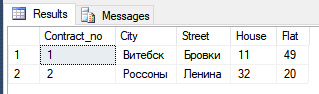 Results Messages
Contract_no City Street House Flat
1 1 Витебск Бровки 11 49
2 2 Россоны Ленина 32 20